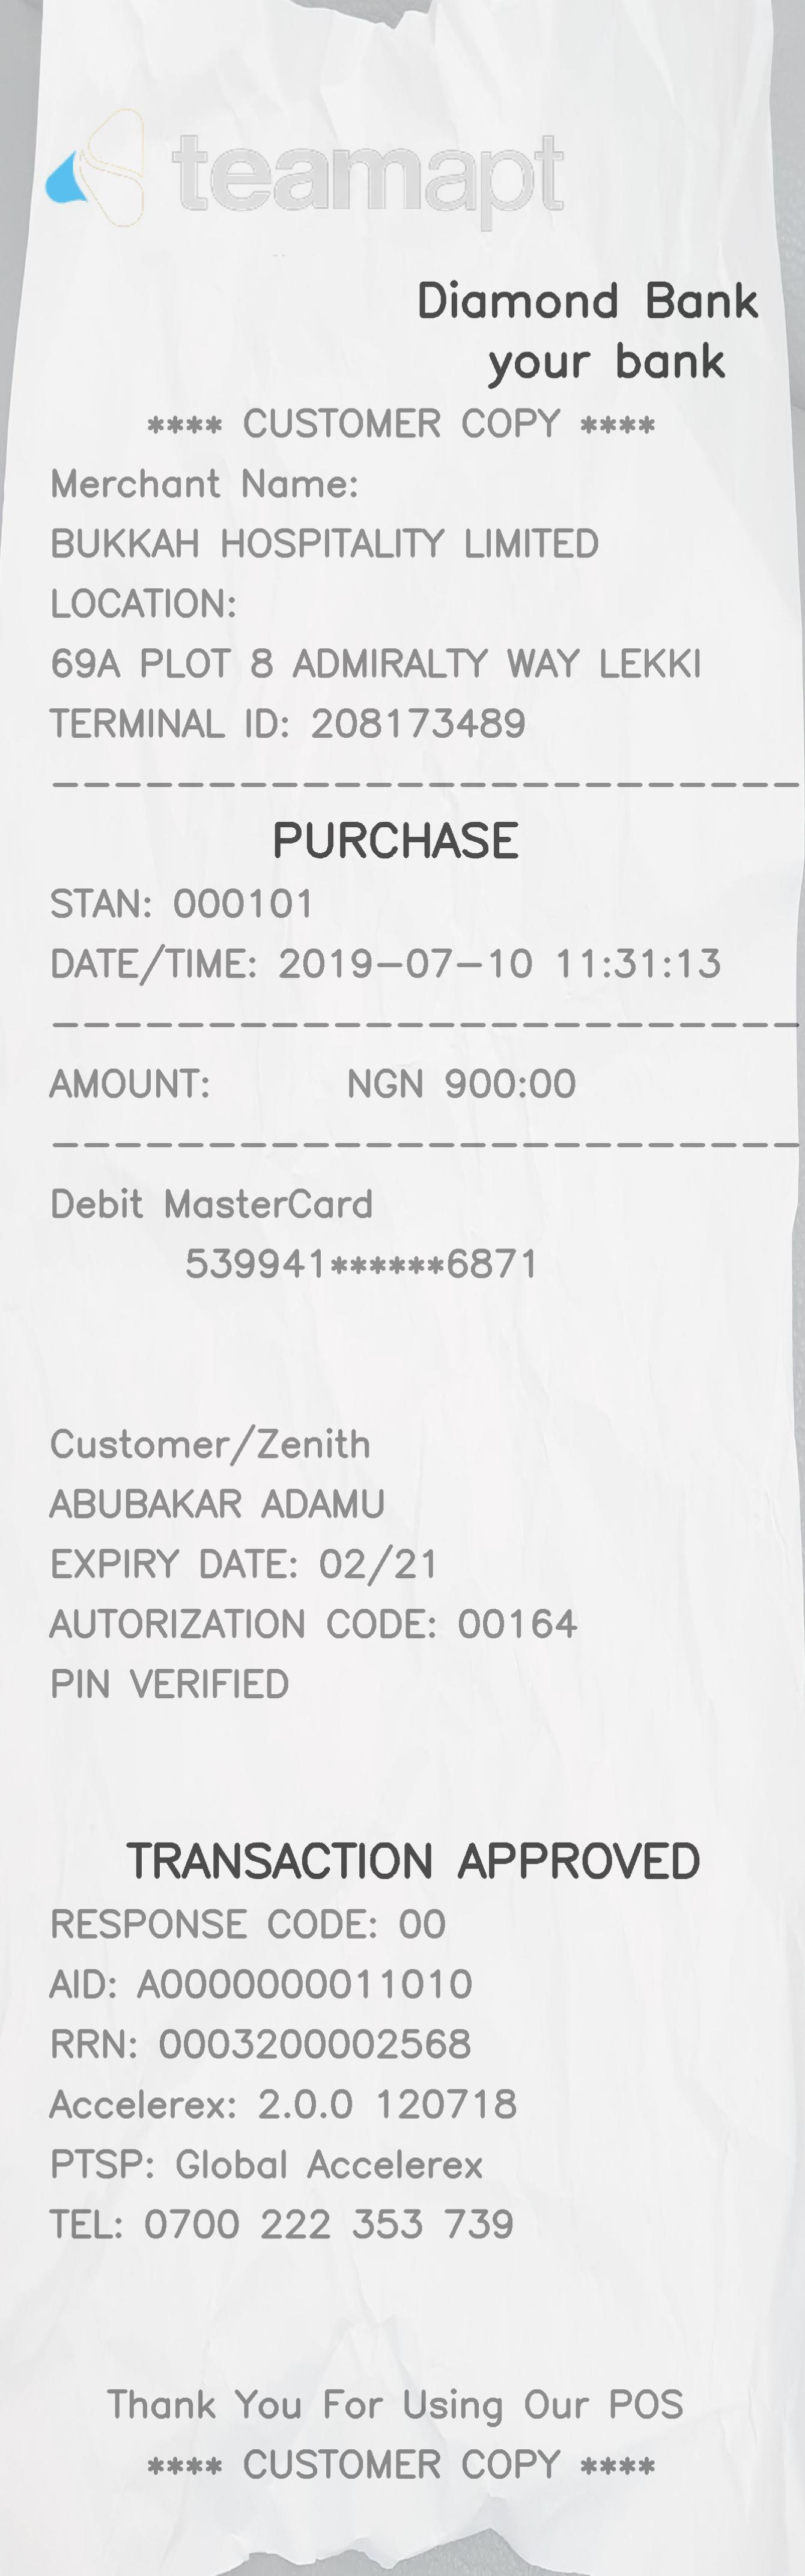 teamapt
Diamond Bank
your bank
**** CUSTOMER COPY ****
Merchant Name:
BUKKAH HOSPITALITY LIMITED
LOCATION:
69A PLOT 8 ADMIRALTY WAY LEKKI
TERMINAL ID: 208173489
------------------------
PURCHASE
STAN: 000101
DATE/TIME: 2019-07-10 11:31:13
------------------------
AMOUNT: NGN 900:00
------------------------
Debit MasterCard
539941******6871
Customer/Zenith
ABUBAKAR ADAMU
EXPIRY DATE: 02/21
AUTORIZATION CODE: 00164
PIN VERIFIED
TRANSACTION APPROVED
RESPONSE CODE: 00
AID: A0000000011010
RRN: 0003200002568
Accelerex: 2.0.0 120718
PTSP: Global Accelerex
TEL: 0700 222 353 739
Thank You For Using Our POS
**** CUSTOMER COPY ****